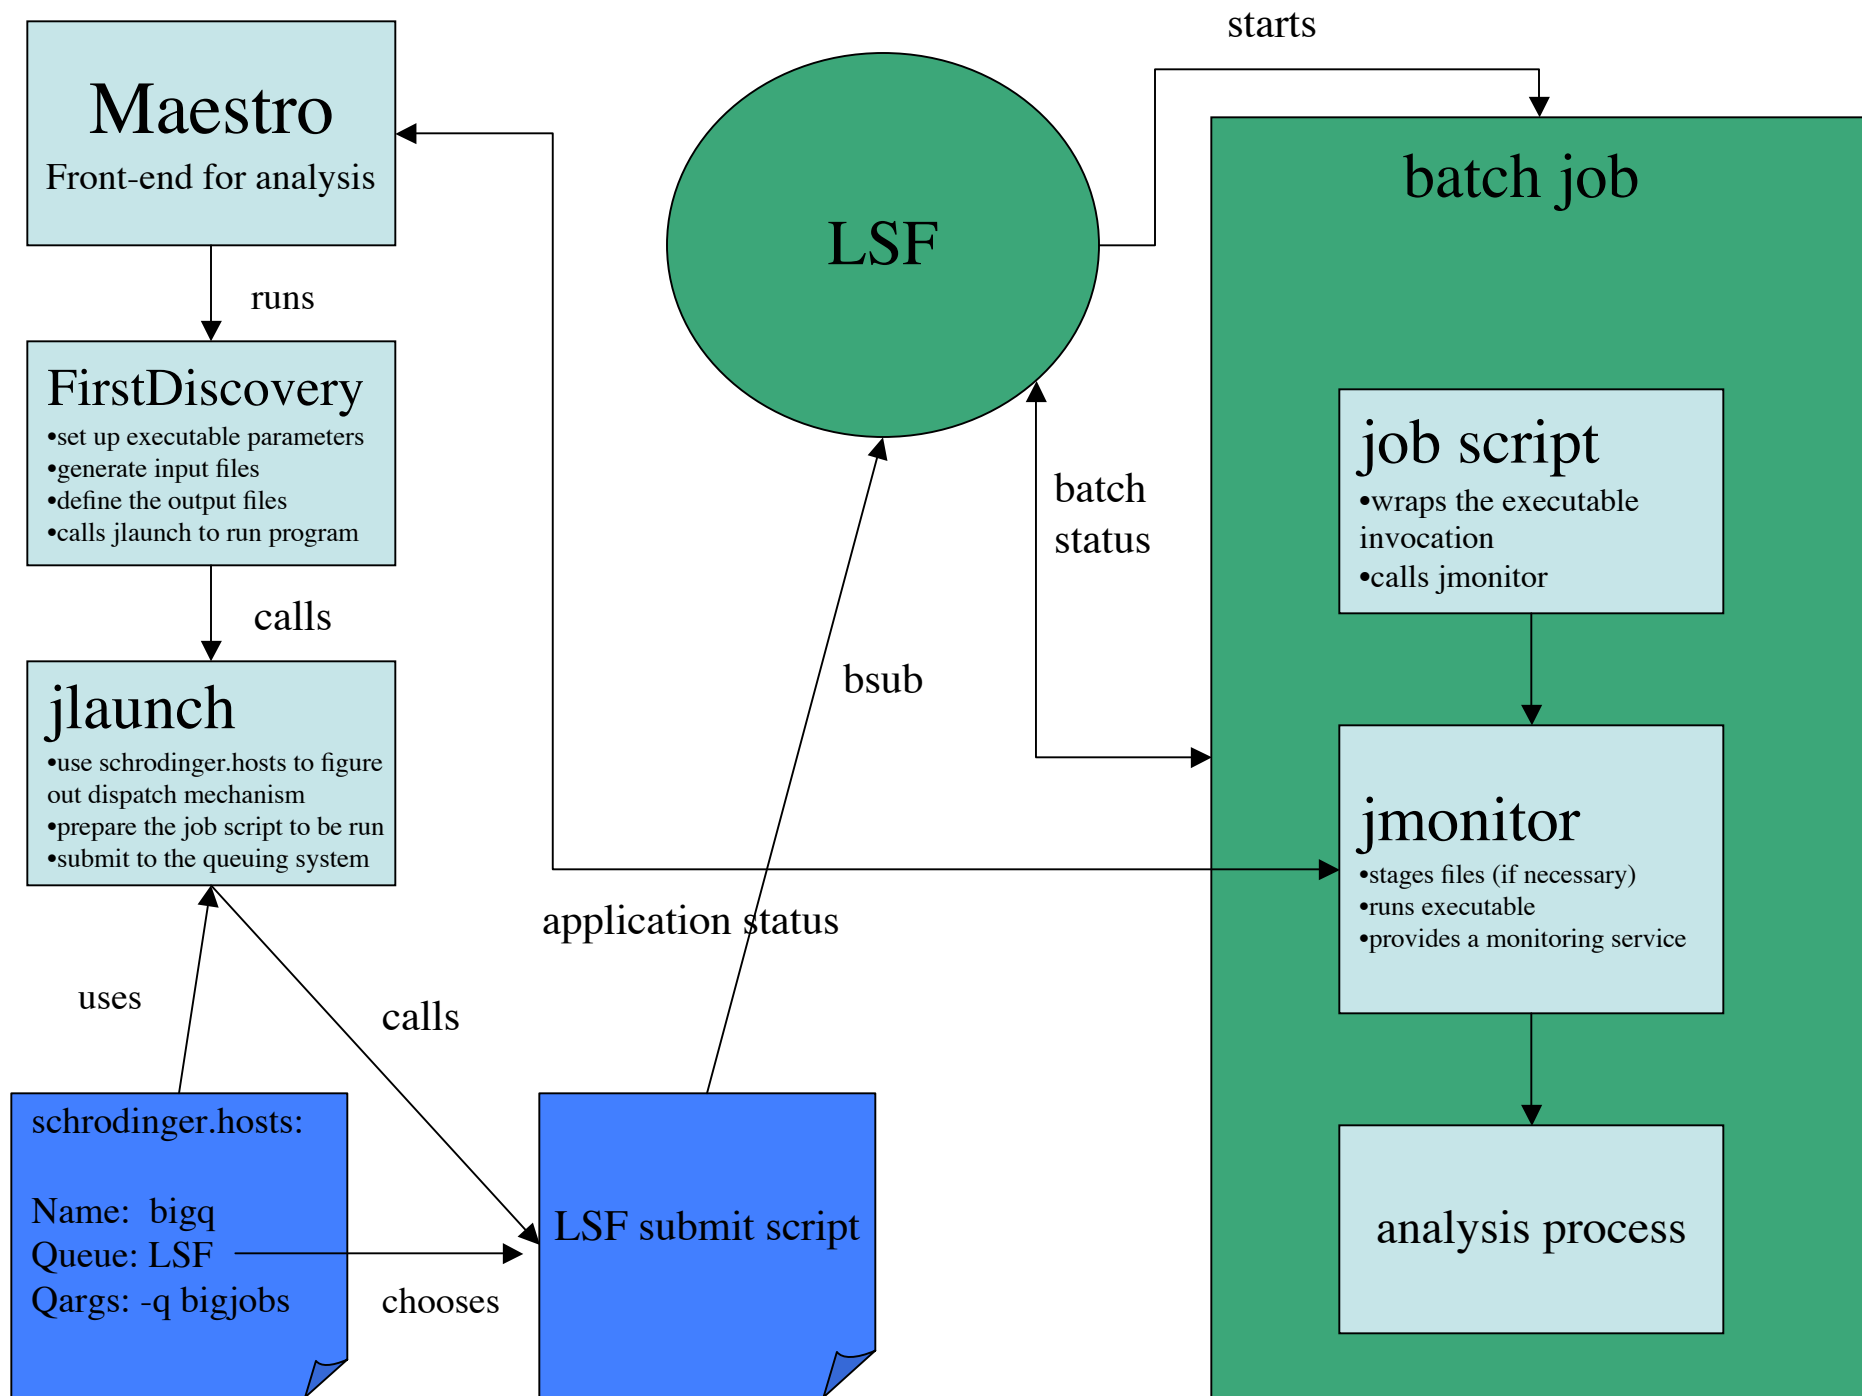 Maestro
Front-end for analysis
runs
FirstDiscovery
•set up executable parameters
•generate input files
•define the output files
•calls jlaunch to run program
calls
jlaunch
•use schrodinger.hosts to figure
out dispatch mechanism
•prepare the job script to be run
•submit to the queuing system
uses
calls
schrodinger.hosts:
Name:  bigq
Queue: LSF
Qargs: -q bigjobs
chooses
LSF submit script
bsub
application status
LSF
batch
status
starts
batch job
job script
•wraps the executable
invocation
•calls jmonitor
jmonitor
•stages files (if necessary)
•runs executable
•provides a monitoring service
analysis process